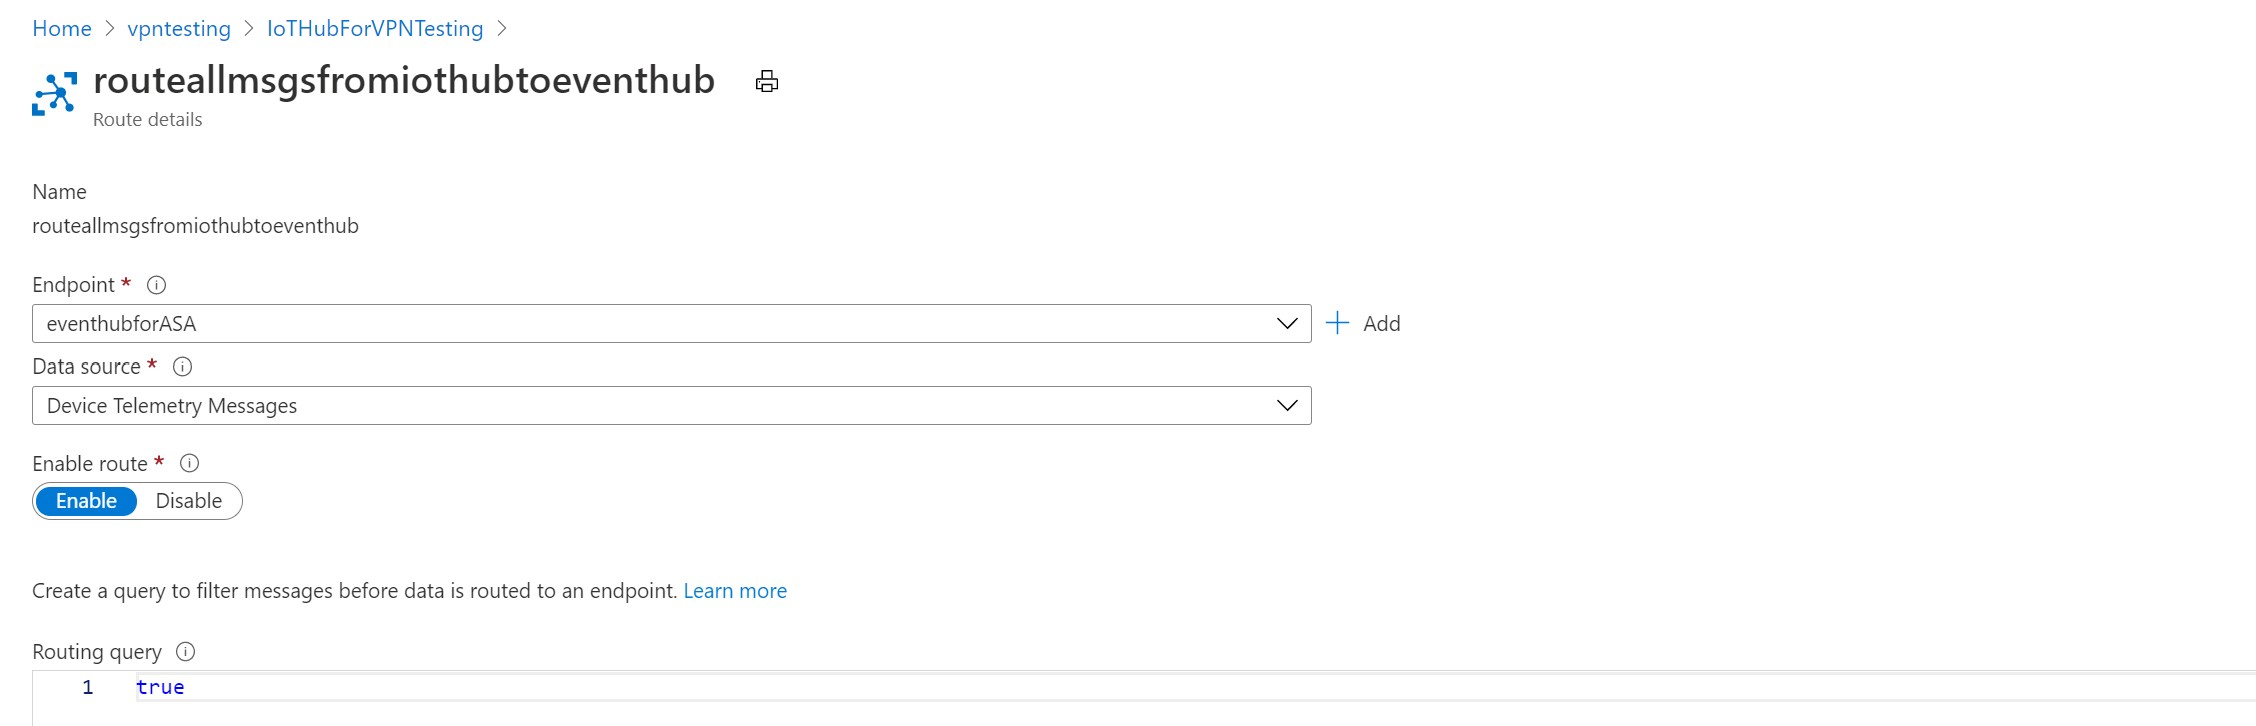 Home > vpntesting > IoTHubForVPNTesting >
routeallmsgsfromiothubtoeventhub
Route details
Name
routeallmsgsfromiothubtoeventhub
Endpoint *
eventhubforASA
Add
Data source *
Device Telemetry Messages
Enable route *
Enable Disable
Create a query to filter messages before data is routed to an endpoint. Learn more
Routing query
1 true